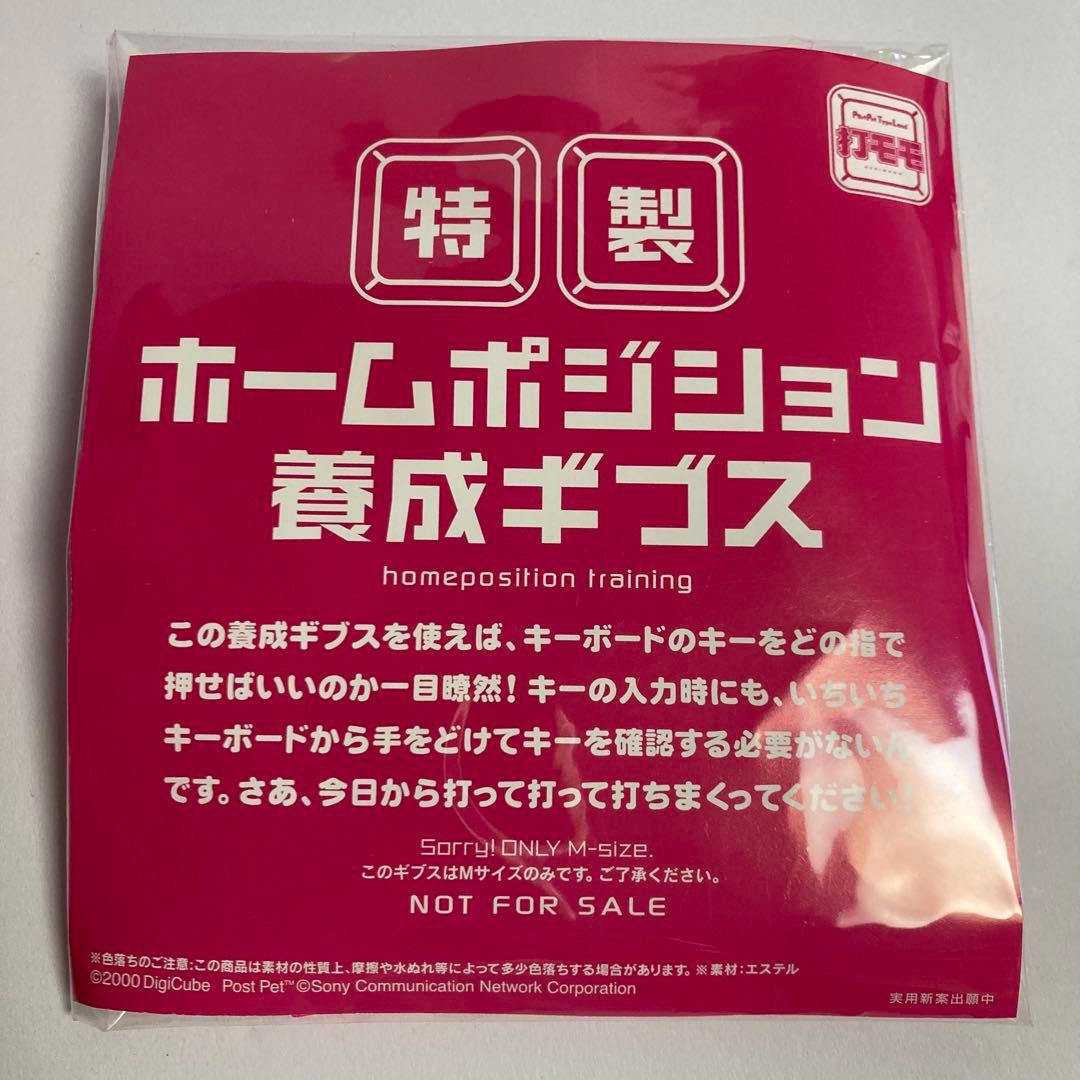 PostPet TypeLand
打モモ
特製
ホームポジション
養成ギブス
homeposition training
この養成ギブスを使えば、キーボードのキーをどの指で
押せばいいのか一目瞭然！キーの入力時にも、いちいち
キーボードから手をどけてキーを確認する必要がないん
です。さあ、今日から打って打って打ちまくってください！
Sorry! ONLY M-size.
このギブスはMサイズのみです。ご了承ください。
NOT FOR SALE
※色落ちのご注意：この商品は素材の性質上、摩擦や水ぬれ等によって多少色落ちする場合があります。※素材：エステル
©2000 DigiCube Post Pet™©Sony Communication Network Corporation
実用新案出願中